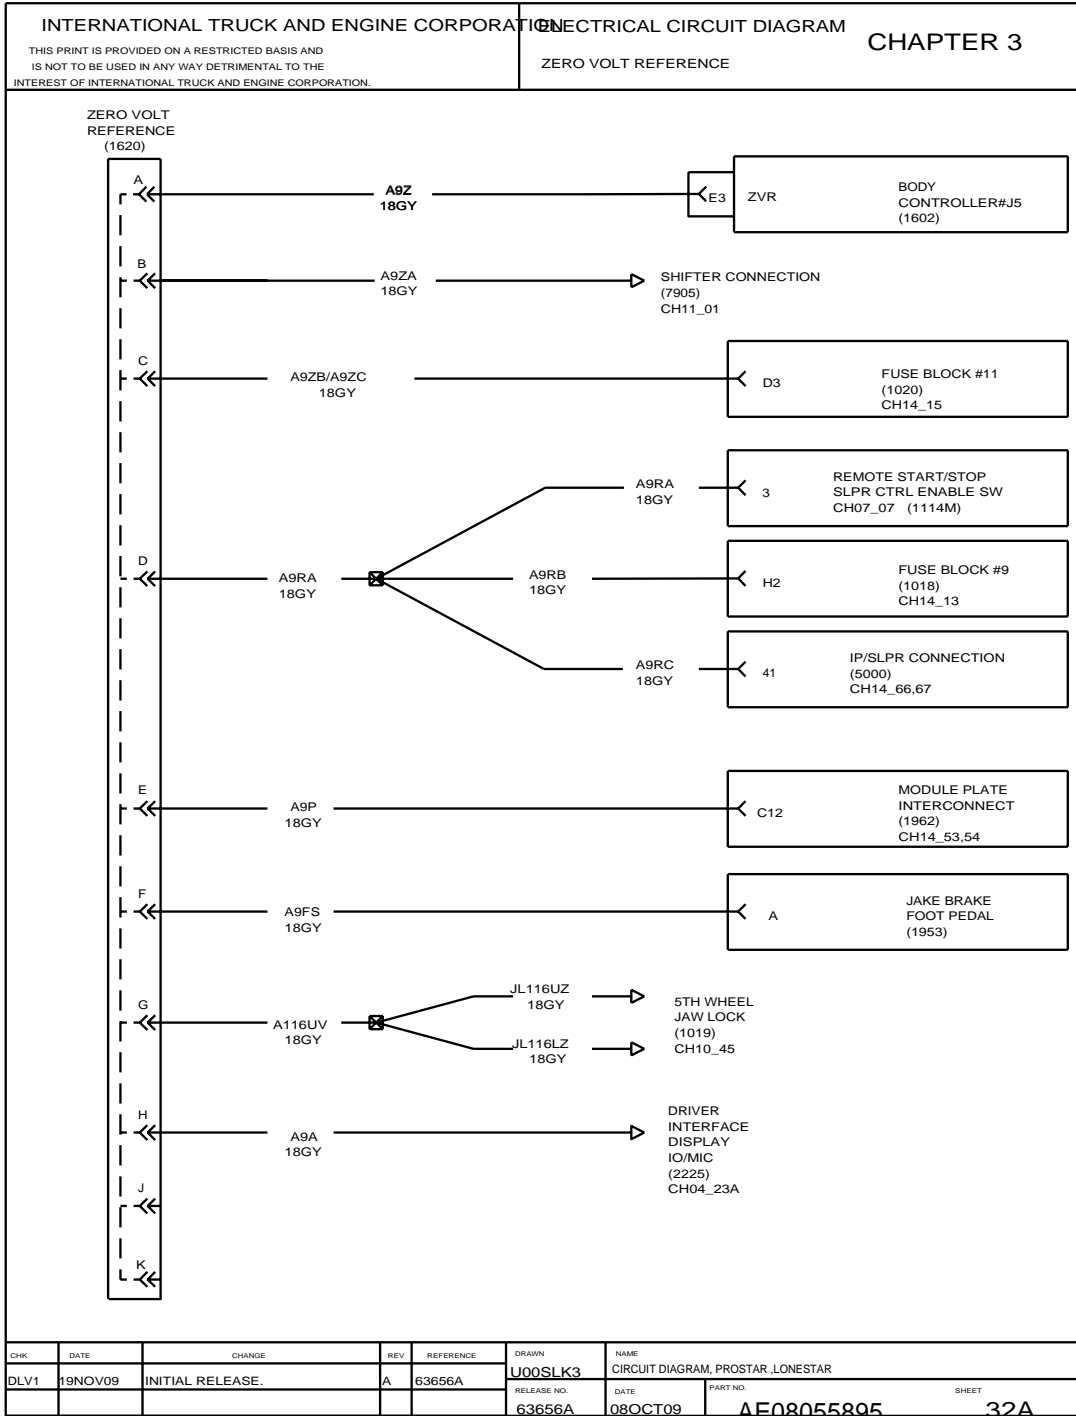 INTERNATIONAL TRUCK AND ENGINE CORPORATION
THIS PRINT IS PROVIDED ON A RESTRICTED BASIS AND
IS NOT TO BE USED IN ANY WAY DETRIMENTAL TO THE
INTEREST OF INTERNATIONAL TRUCK AND ENGINE CORPORATION.
ELECTRICAL CIRCUIT DIAGRAM
ZERO VOLT REFERENCE
CHAPTER 3
ZERO VOLT
REFERENCE
(1620)
A
A9Z
18GY
E3
ZVR
BODY
CONTROLLER#J5
(1602)
B
A9ZA
18GY
SHIFTER CONNECTION
(7905)
CH11_01
C
A9ZB/A9ZC
18GY
D3
FUSE BLOCK #11
(1020)
CH14_15
A9RA
18GY
3
REMOTE START/STOP
SLPR CTRL ENABLE SW
CH07_07 (1114M)
D
A9RA
18GY
A9RB
18GY
H2
FUSE BLOCK #9
(1018)
CH14_13
A9RC
18GY
41
IP/SLPR CONNECTION
(5000)
CH14_66,67
E
A9P
18GY
C12
MODULE PLATE
INTERCONNECT
(1962)
CH14_53,54
F
A9FS
18GY
A
JAKE BRAKE
FOOT PEDAL
(1953)
G
A116UV
18GY
JL116UZ
18GY
JL116LZ
18GY
5TH WHEEL
JAW LOCK
(1019)
CH10_45
H
A9A
18GY
DRIVER
INTERFACE
DISPLAY
IO/MIC
(2225)
CH04_23A
J
K
CHK DATE CHANGE REV REFERENCE
DLV1 19NOV09 INITIAL RELEASE. A 63656A
DRAWN
U00SLK3
NAME
CIRCUIT DIAGRAM, PROSTAR ,LONESTAR
RELEASE NO.
63656A
DATE
08OCT09
PART NO.
AF08055895
SHEET
32A